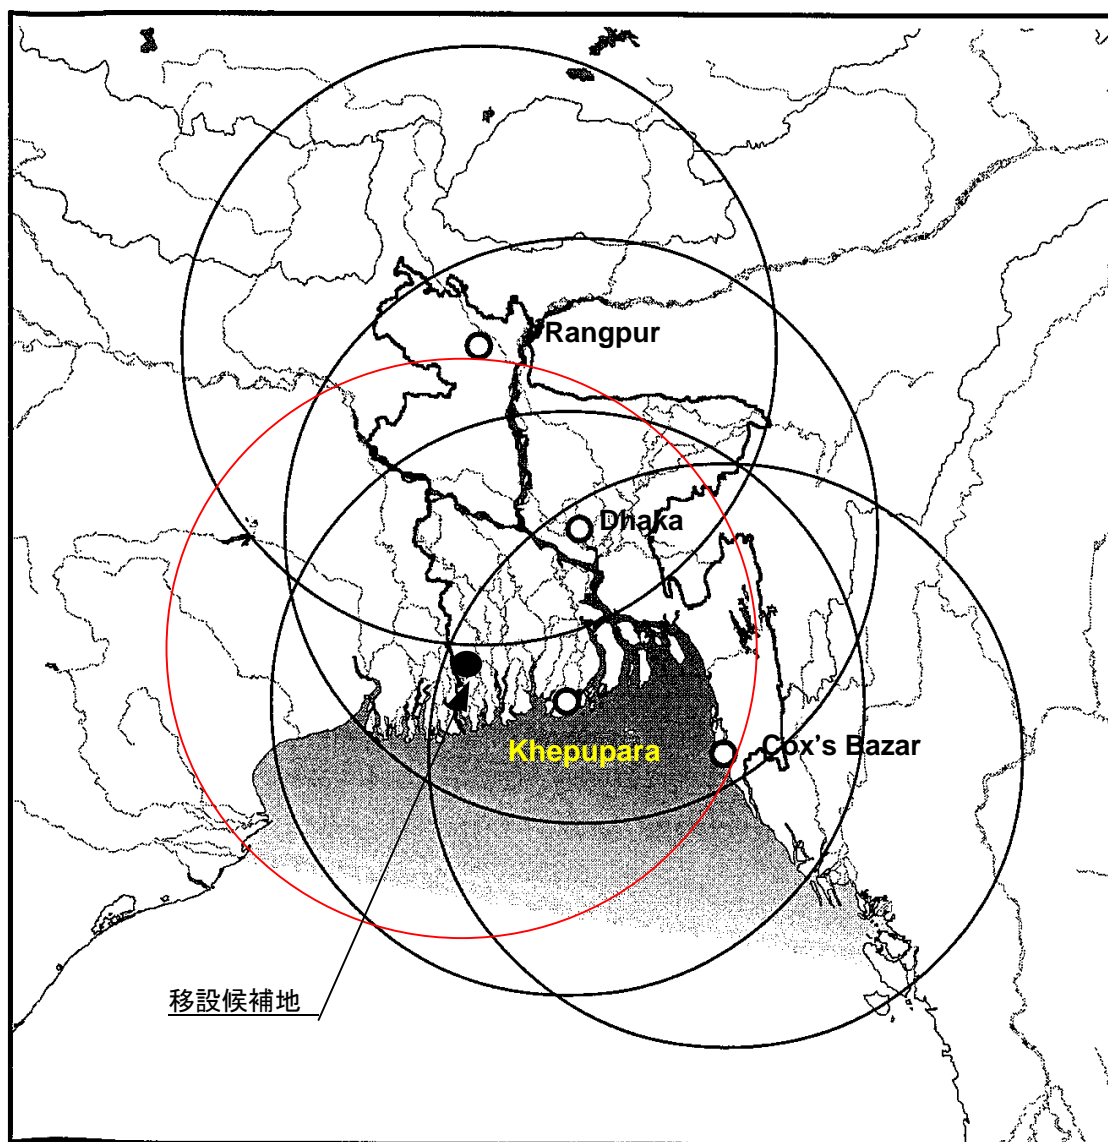 Rangpur
Dhaka
Khepupara
Cox’s Bazar
移設候補地